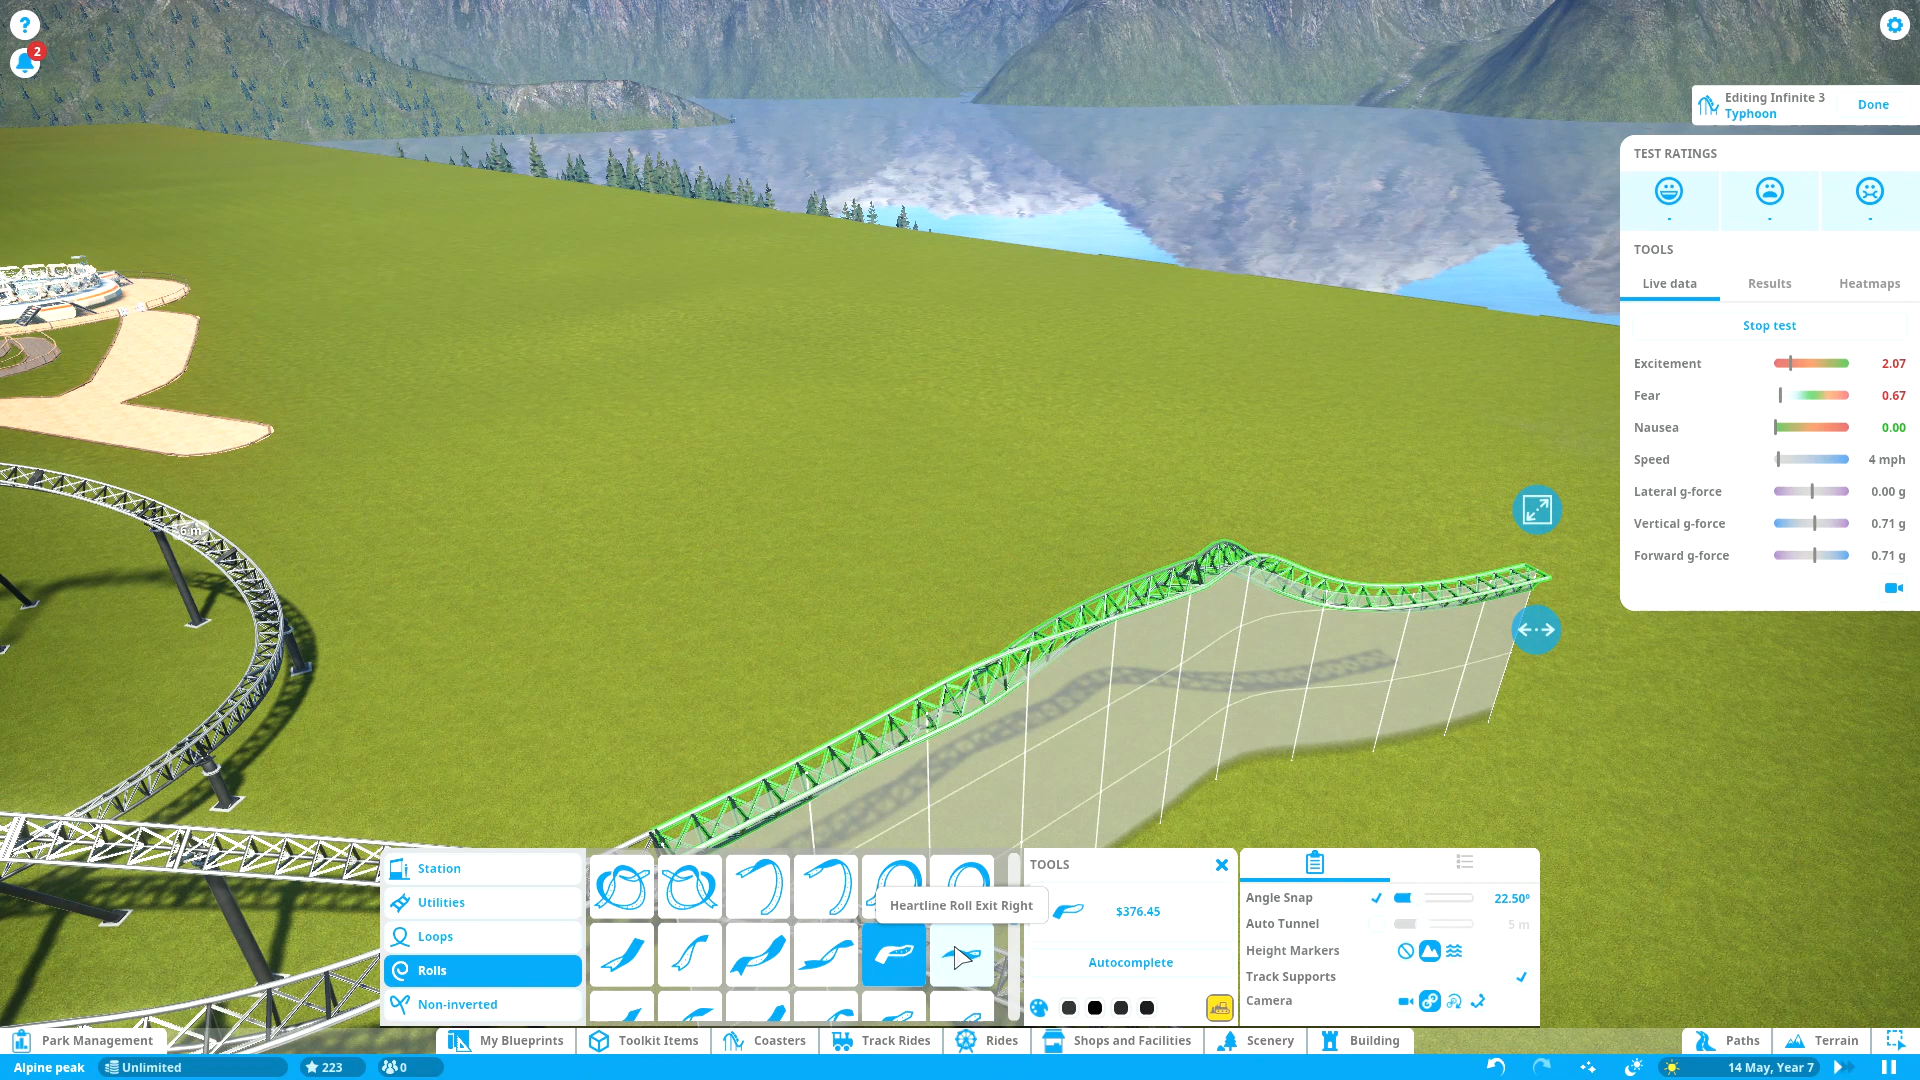 ?
2
Editing Infinite 3
Typhoon
Done
TEST RATINGS
-
-
-
TOOLS
Live data
Results
Heatmaps
Stop test
Excitement
2.07
Fear
0.67
Nausea
0.00
Speed
4 mph
Lateral g-force
0.00 g
Vertical g-force
0.71 g
Forward g-force
0.71 g
6 m
Station
Utilities
Loops
Rolls
Non-inverted
Heartline Roll Exit Right
TOOLS
$376.45
Autocomplete
Angle Snap
22.50°
Auto Tunnel
5 m
Height Markers
Track Supports
Camera
Park Management
My Blueprints
Toolkit Items
Coasters
Track Rides
Rides
Shops and Facilities
Scenery
Building
Paths
Terrain
Alpine peak
Unlimited
223
0
14 May, Year 7